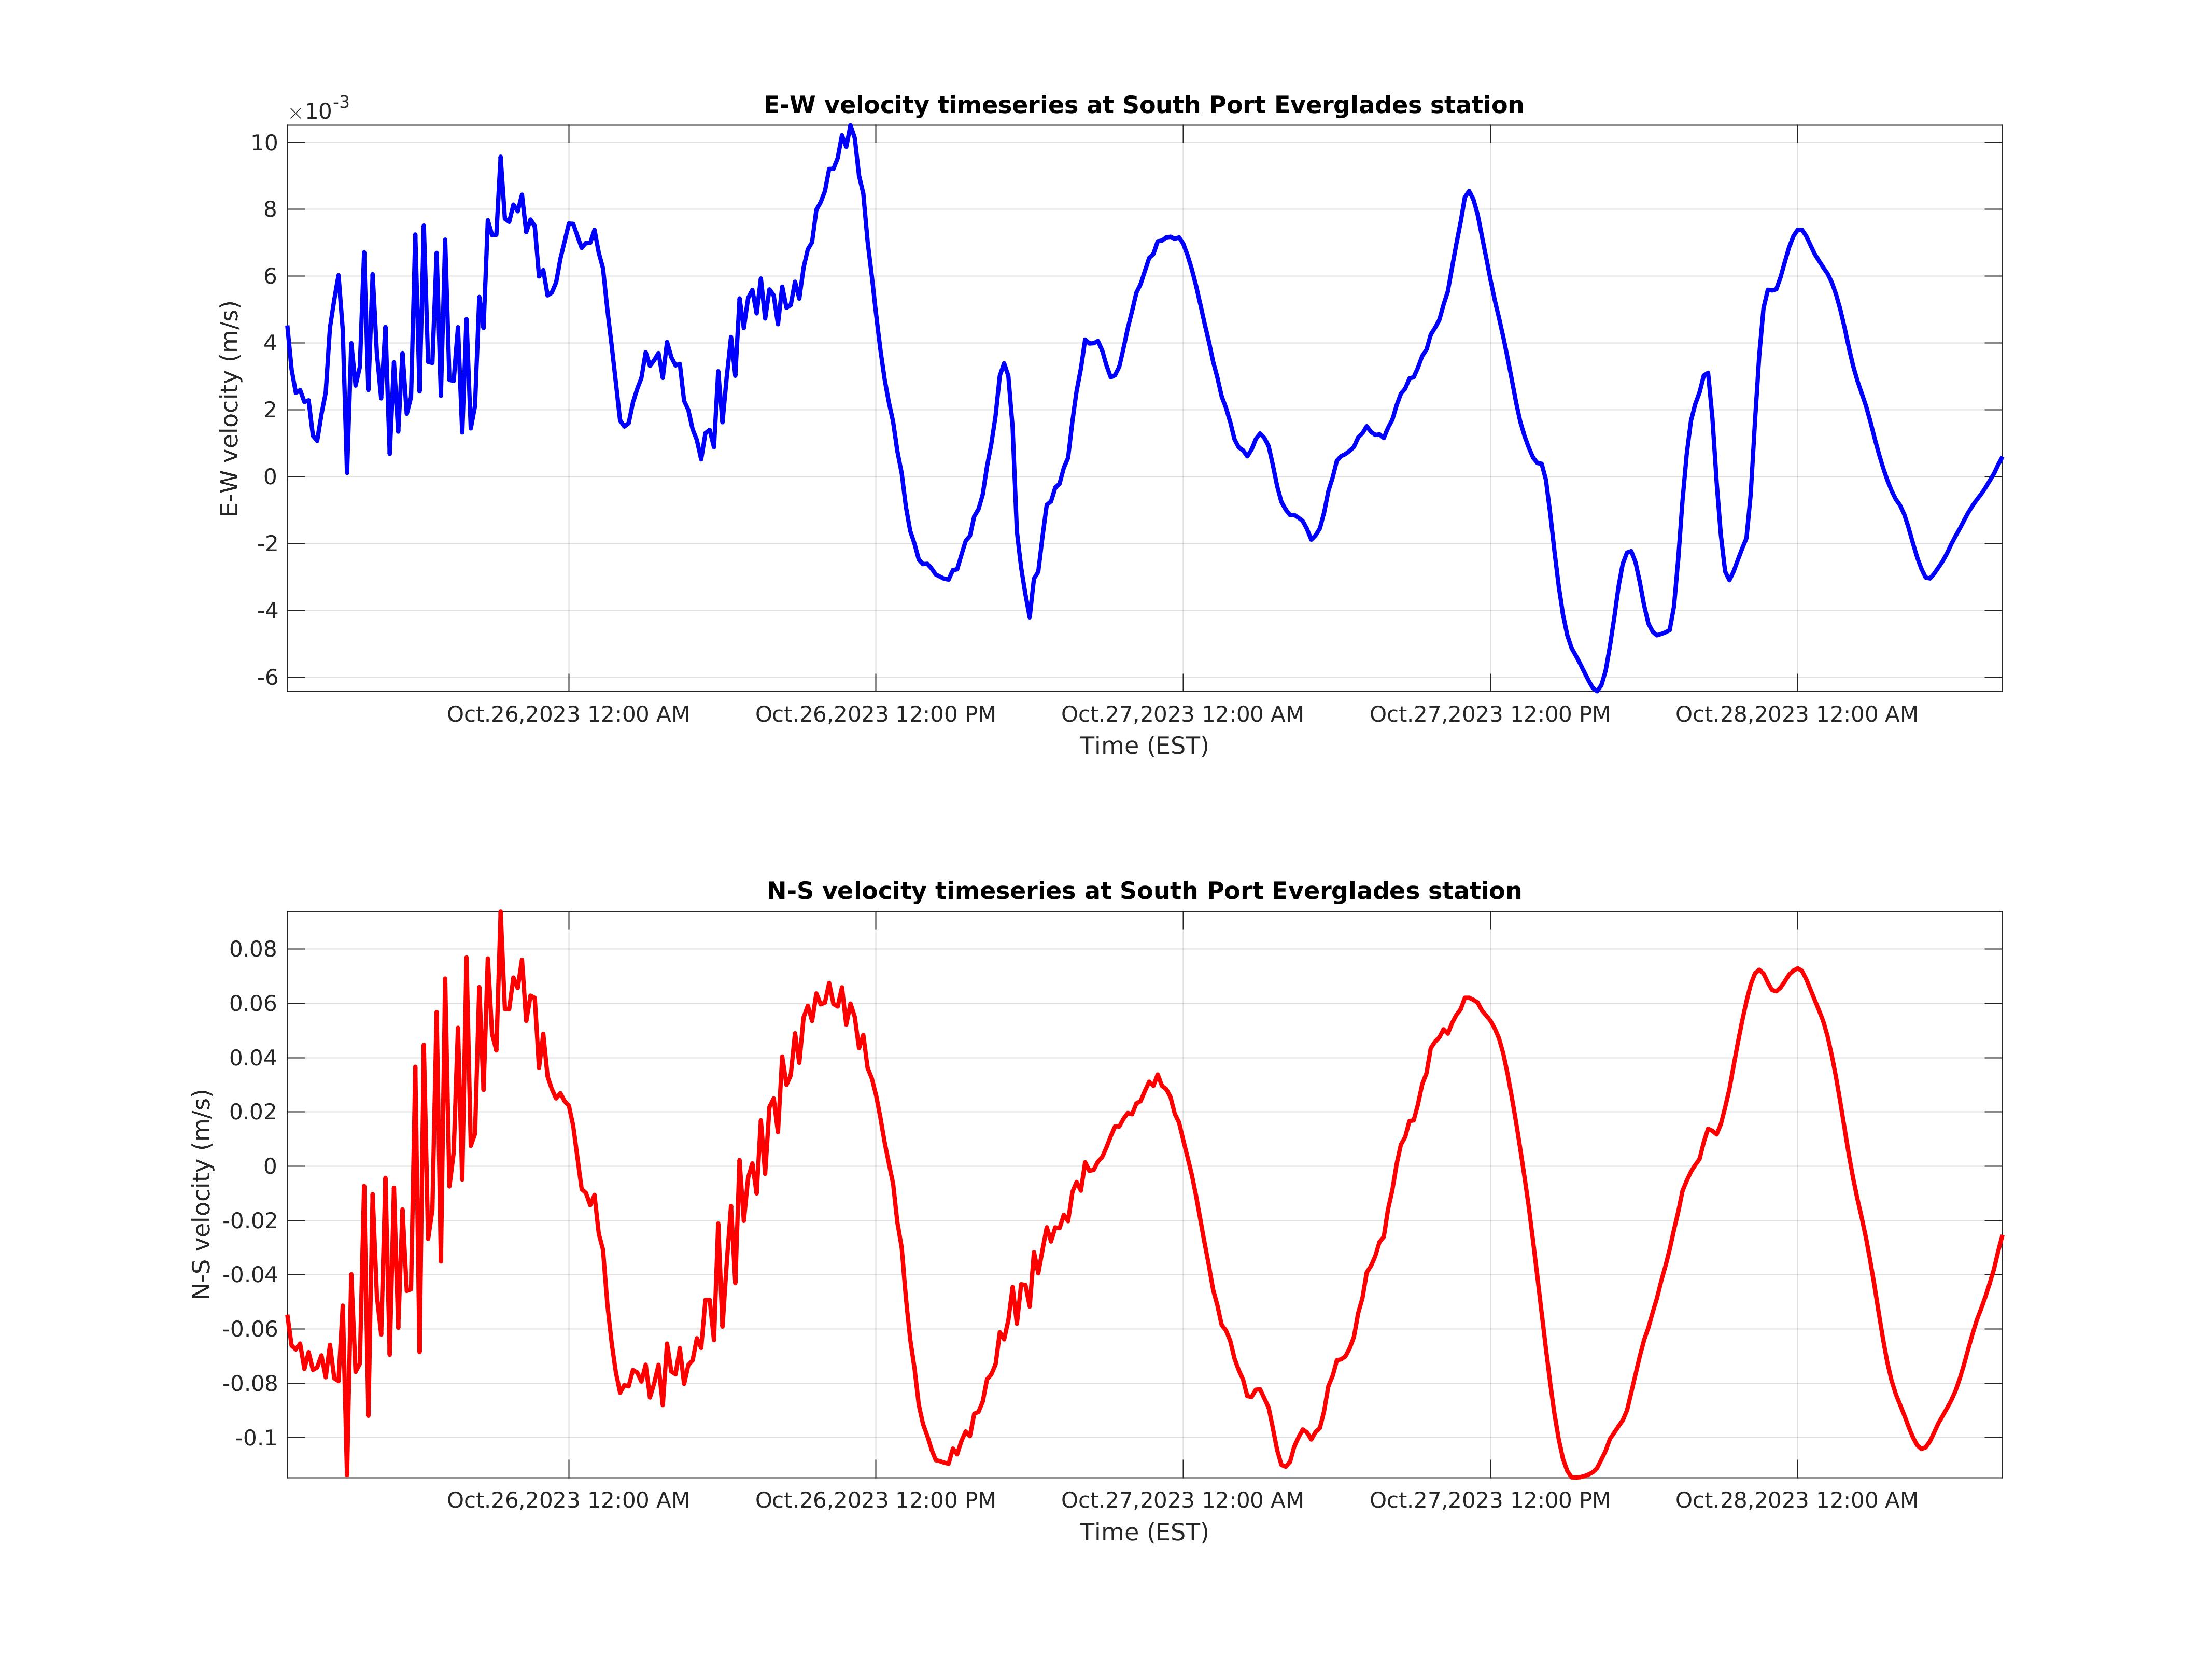 E-W velocity timeseries at South Port Everglades station
×10-3
10
8
6
4
2
0
-2
-4
-6
E-W velocity (m/s)
Oct.26,2023 12:00 AM Oct.26,2023 12:00 PM Oct.27,2023 12:00 AM Oct.27,2023 12:00 PM Oct.28,2023 12:00 AM
Time (EST)
N-S velocity timeseries at South Port Everglades station
0.08
0.06
0.04
0.02
0
-0.02
-0.04
-0.06
-0.08
-0.1
N-S velocity (m/s)
Oct.26,2023 12:00 AM Oct.26,2023 12:00 PM Oct.27,2023 12:00 AM Oct.27,2023 12:00 PM Oct.28,2023 12:00 AM
Time (EST)